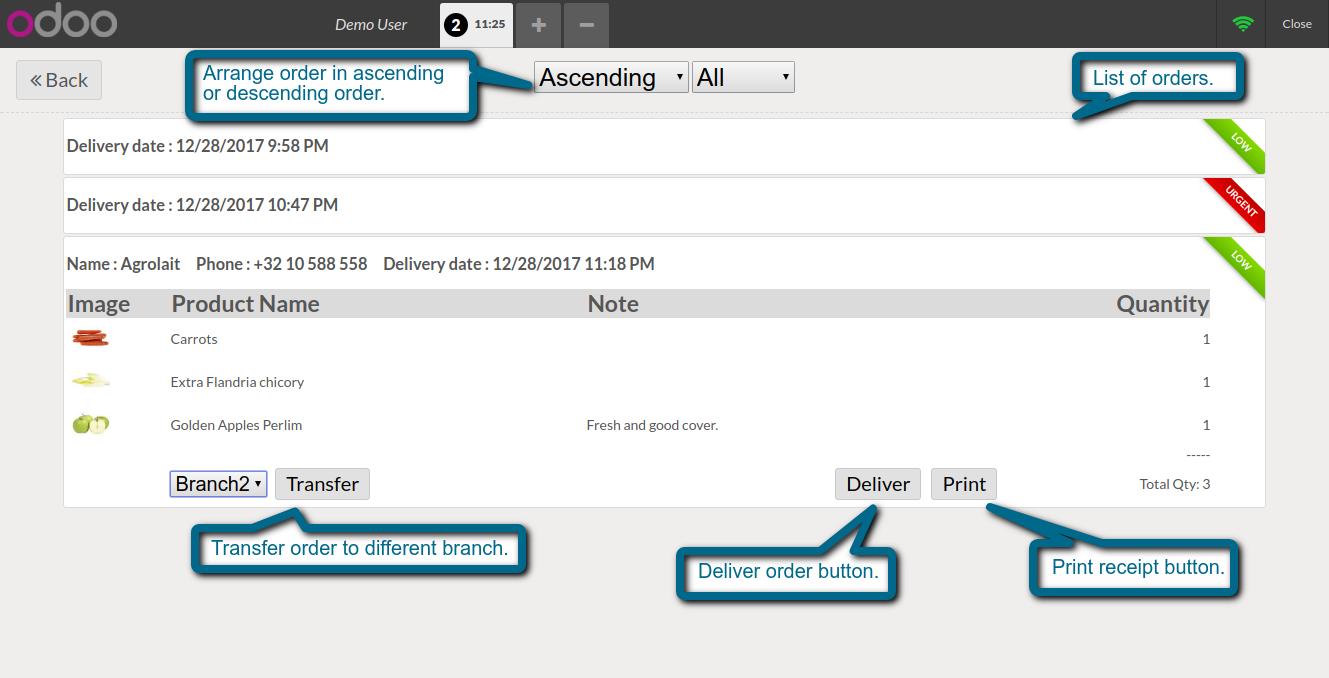 odoo
Demo User
2 11:25
+
−
Close
« Back
Arrange order in ascending
or descending order.
Ascending
All
List of orders.
Delivery date : 12/28/2017 9:58 PM
LOW
Delivery date : 12/28/2017 10:47 PM
URGENT
Name : Agrolait Phone : +32 10 588 558 Delivery date : 12/28/2017 11:18 PM
LOW
Image Product Name Note Quantity
Carrots 1
Extra Flandria chicory 1
Golden Apples Perlim Fresh and good cover. 1
-----
Branch2 Transfer Deliver Print Total Qty: 3
Transfer order to different branch.
Deliver order button.
Print receipt button.